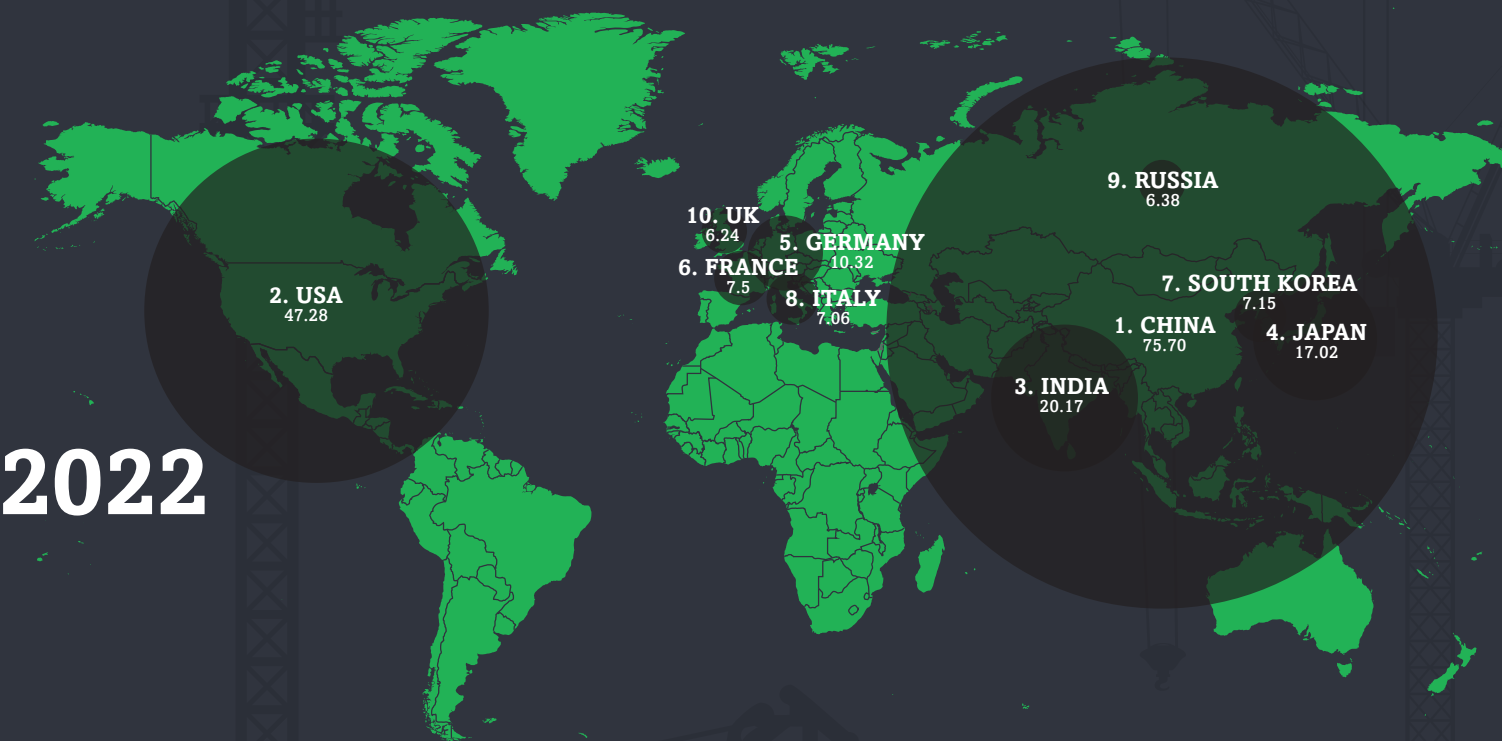 9. RUSSIA
6.38
10. UK
6.24
5. GERMANY
10.32
6. FRANCE
7.5
7. SOUTH KOREA
7.15
2. USA
47.28
8. ITALY
7.06
1. CHINA
75.70
4. JAPAN
17.02
3. INDIA
20.17
2022